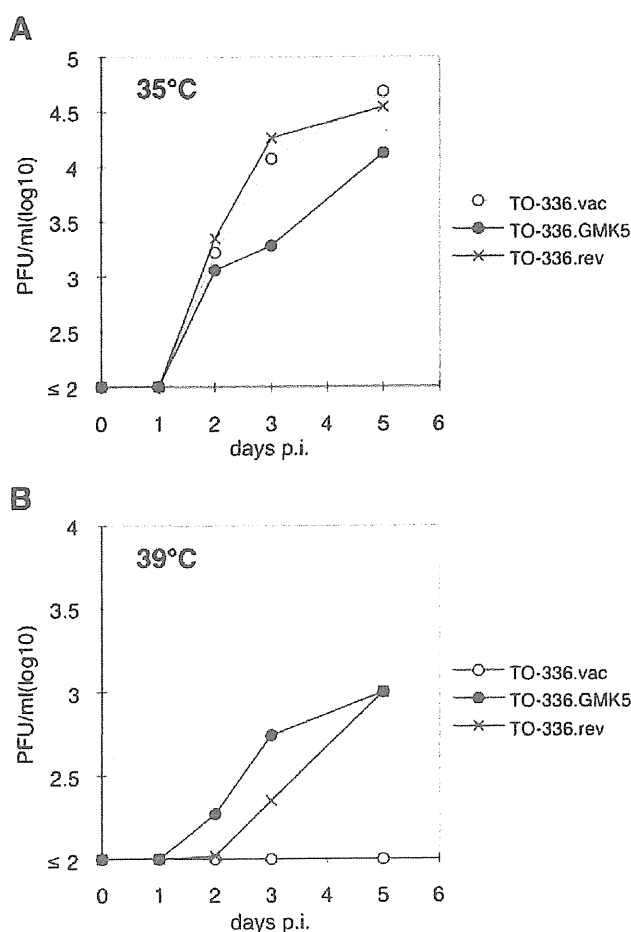 A
35°C
PFU/ml(log10)
5
4.5
4
3.5
3
2.5
≤ 2
0 1 2 3 4 5 6
days p.i.
TO-336.vac
TO-336.GMK5
TO-336.rev
B
39°C
PFU/ml(log10)
4
3.5
3
2.5
≤ 2
0 1 2 3 4 5 6
days p.i.
TO-336.vac
TO-336.GMK5
TO-336.rev